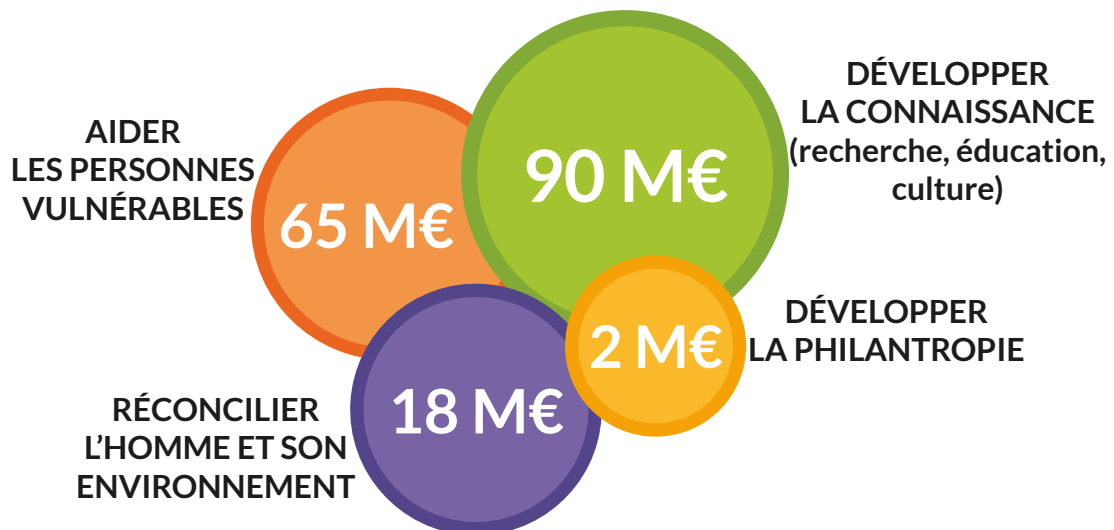 AIDER
LES PERSONNES
VULNÉRABLES
65 M€
90 M€
DÉVELOPPER
LA CONNAISSANCE
(recherche, éducation,
culture)
2 M€
DÉVELOPPER
LA PHILANTROPIE
18 M€
RÉCONCILIER
L’HOMME ET SON
ENVIRONNEMENT